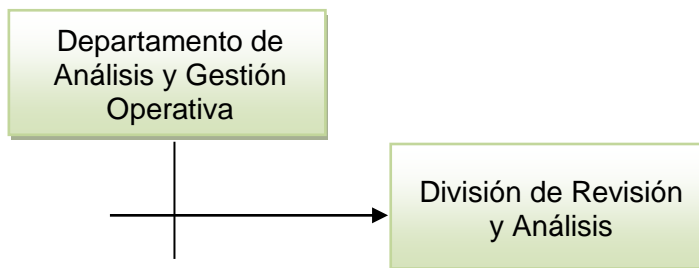 Departamento de
Análisis y Gestión
Operativa
División de Revisión
y Análisis